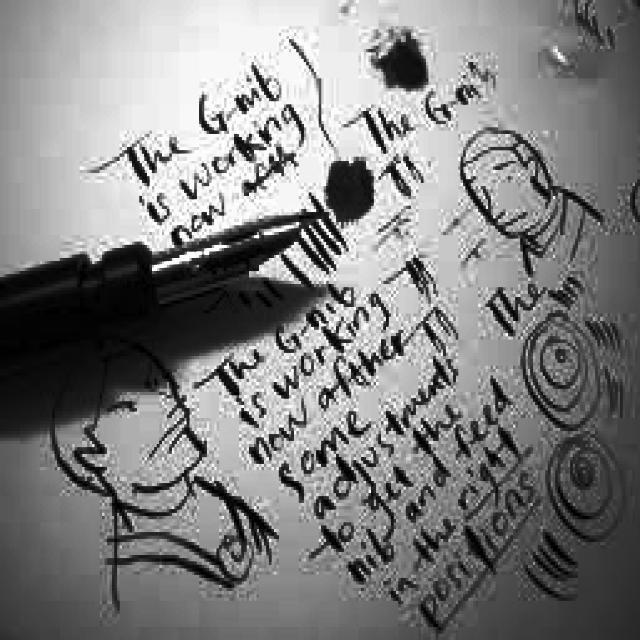 The G-nib
is working
now after
The G-nib
The
The G-nib
is working
now afther
some
adjustments
to get the
nib and feed
in the right
positions